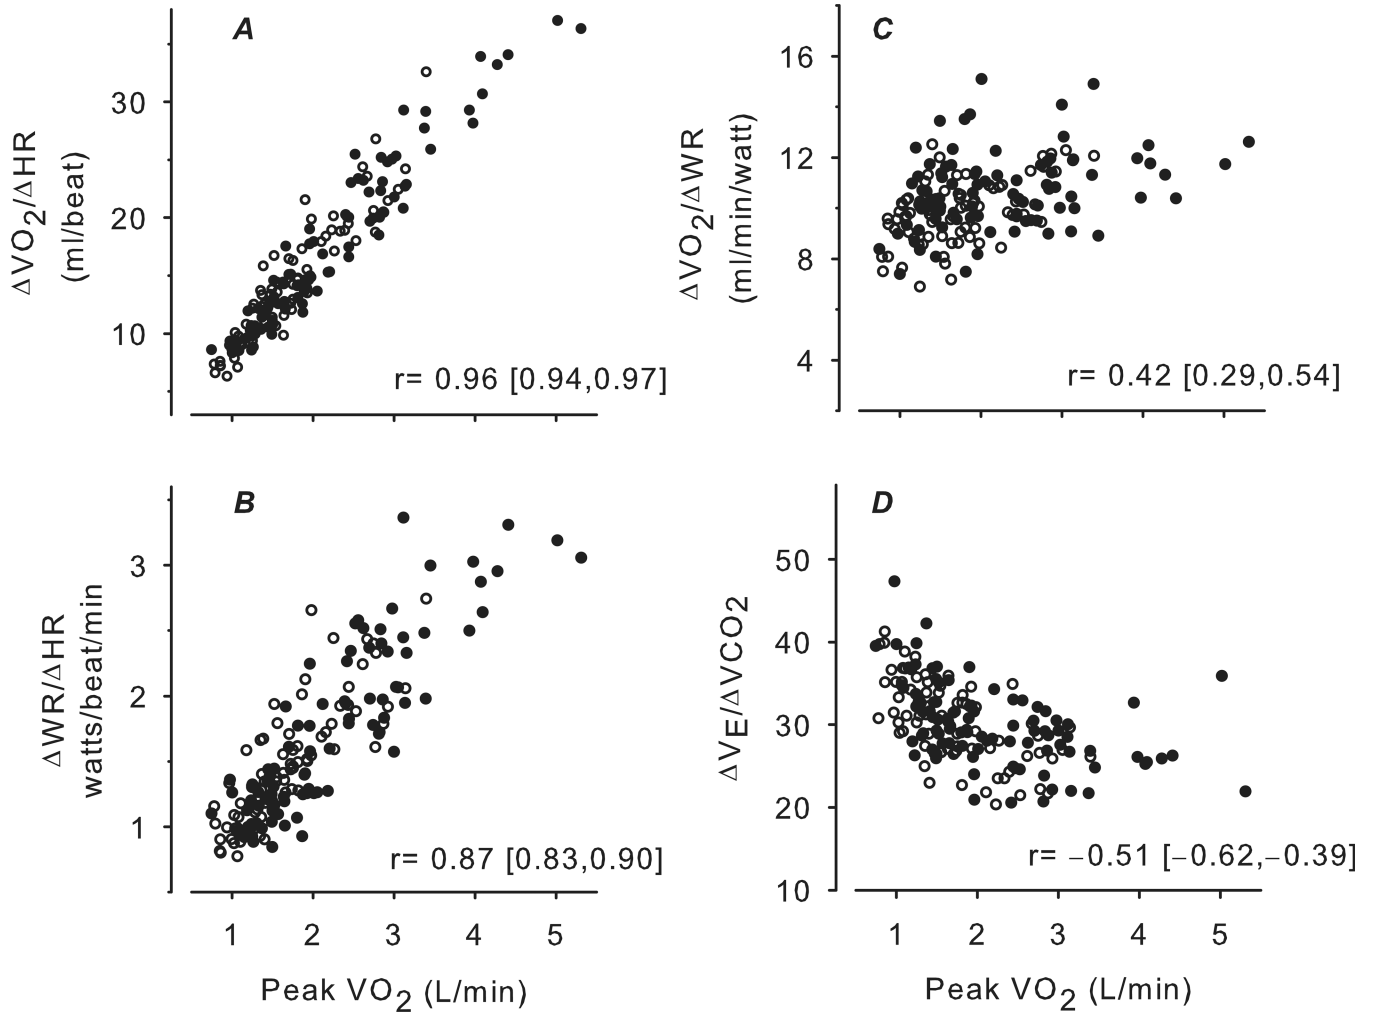 A
ΔVO2/ΔHR
(ml/beat)
30
20
10
r= 0.96 [0.94,0.97]
C
ΔVO2/ΔWR
(ml/min/watt)
16
12
8
4
r= 0.42 [0.29,0.54]
B
ΔWR/ΔHR
watts/beat/min
3
2
1
r= 0.87 [0.83,0.90]
1 2 3 4 5
Peak VO2 (L/min)
D
ΔVE/ΔVCO2
50
40
30
20
10
r= −0.51 [−0.62,−0.39]
1 2 3 4 5
Peak VO2 (L/min)